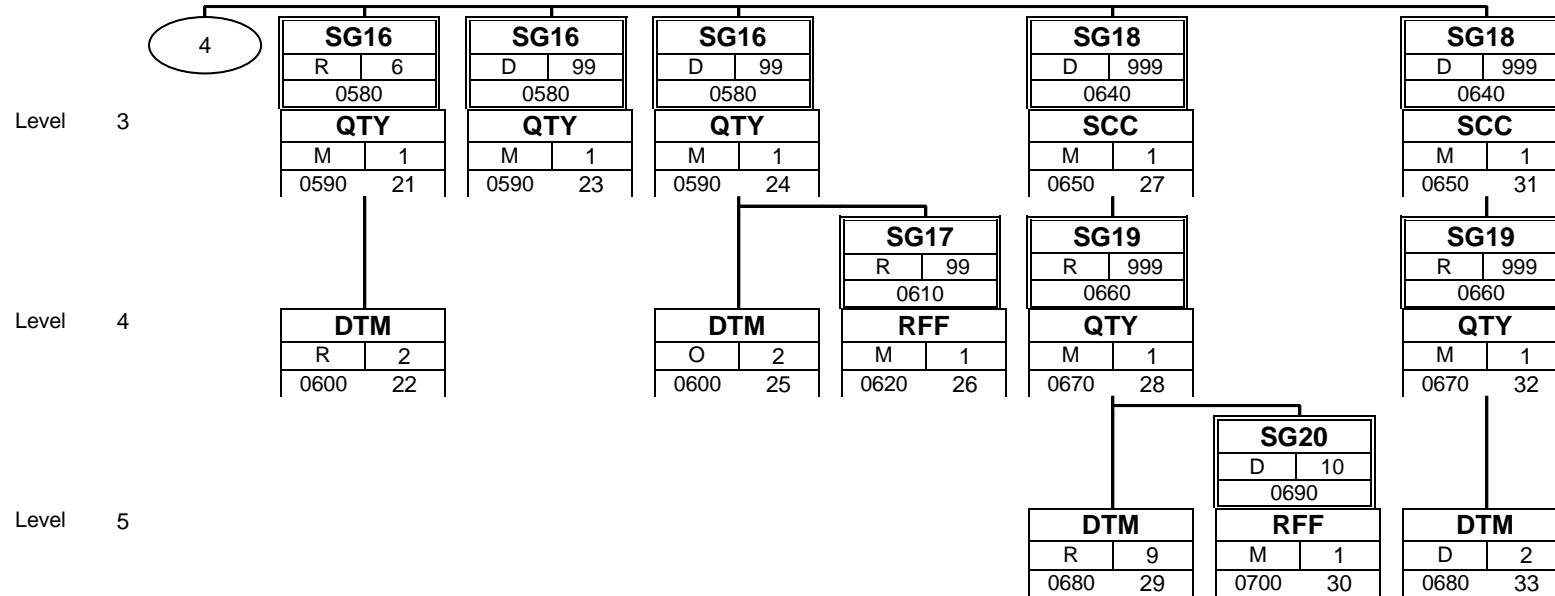 4
SG16 SG16 SG16 SG18 SG18
R 6 D 99 D 99 D 999 D 999
0580 0580 0580 0640 0640
Level 3 QTY QTY QTY SCC SCC
M 1 M 1 M 1 M 1 M 1
0590 21 0590 23 0590 24 0650 27 0650 31
SG17 SG19 SG19
R 99 R 999 R 999
0610 0660 0660
Level 4 DTM DTM RFF QTY QTY
R 2 O 2 M 1 M 1 M 1
0600 22 0600 25 0620 26 0670 28 0670 32
SG20
D 10
0690
Level 5 DTM RFF DTM
R 9 M 1 D 2
0680 29 0700 30 0680 33